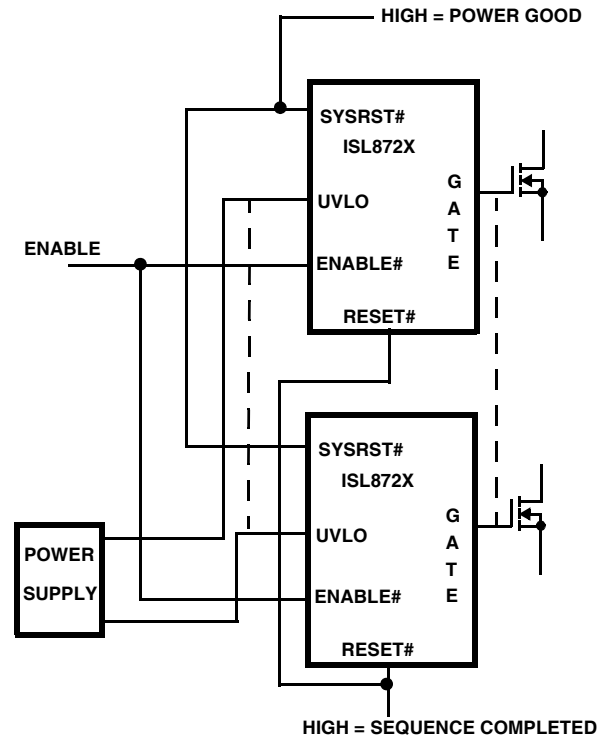 HIGH = POWER GOOD
SYSRST#
ISL872X
UVLO
G
A
T
E
ENABLE
ENABLE#
RESET#
SYSRST#
ISL872X
UVLO
G
A
T
E
POWER
SUPPLY
ENABLE#
RESET#
HIGH = SEQUENCE COMPLETED